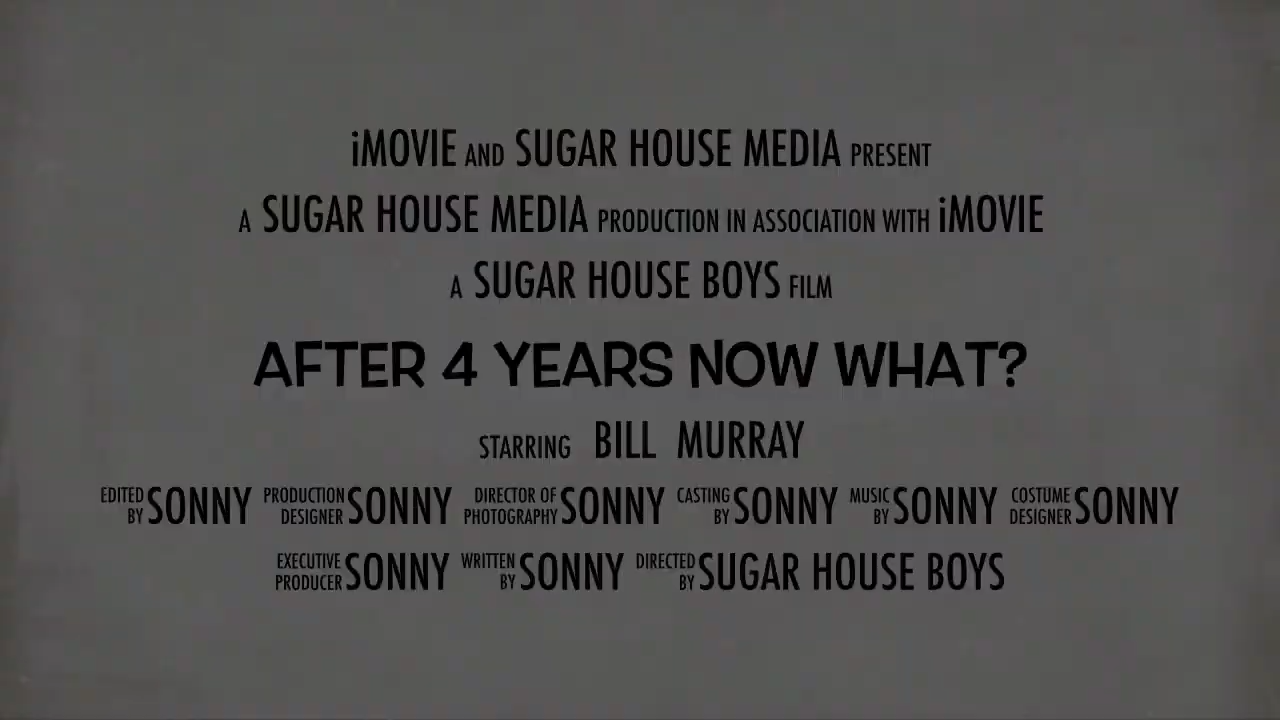 iMOVIE AND SUGAR HOUSE MEDIA PRESENT
A SUGAR HOUSE MEDIA PRODUCTION IN ASSOCIATION WITH iMOVIE
A SUGAR HOUSE BOYS FILM
AFTER 4 YEARS NOW WHAT?
STARRING BILL MURRAY
EDITED BY SONNY PRODUCTION DESIGNER SONNY DIRECTOR OF PHOTOGRAPHY SONNY CASTING BY SONNY MUSIC BY SONNY COSTUME DESIGNER SONNY
EXECUTIVE PRODUCER SONNY WRITTEN BY SONNY DIRECTED BY SUGAR HOUSE BOYS